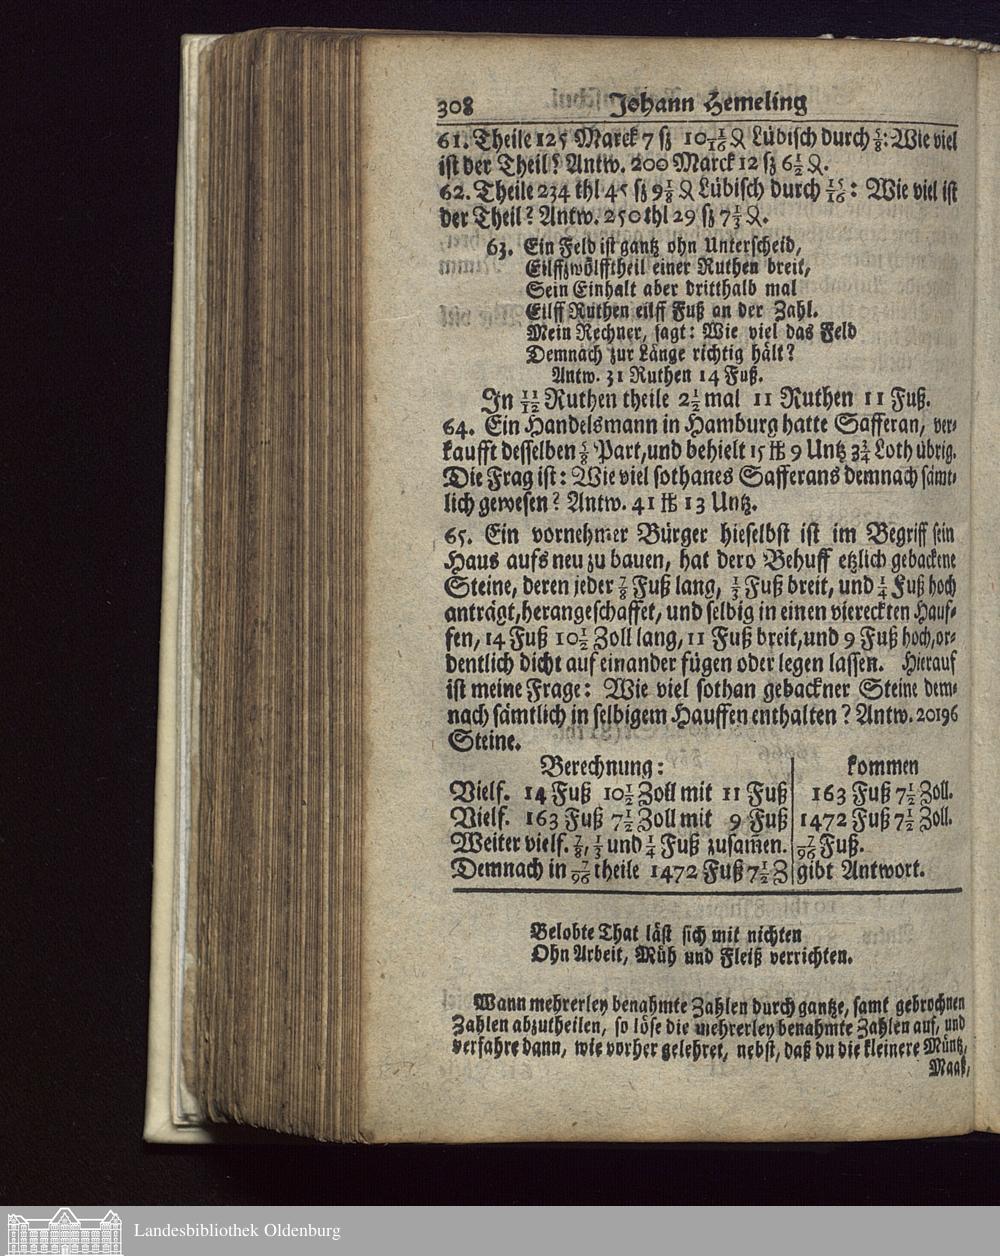 308 Johann Hemeling
61. Theile 125 Marck 7 ß 10 1/16 ₰ Lübisch durch 5/8: Wie viel
ist der Theil? Antw. 200 Marck 12 ß 6 1/2 ₰.
62. Theile 234 thl 45 ß 9 1/8 ₰ Lübisch durch 15/16: Wie viel ist
der Theil? Antw. 250 thl 29 ß 7 1/3 ₰.
63. Ein Feld ist gantz ohn Unterscheid,
Eilffzwölfftheil einer Ruthen breit,
Sein Einhalt aber dritthalb mal
Eilff Ruthen eilff Fuß an der Zahl.
Mein Rechner, sagt: Wie viel das Feld
Demnach zur Länge richtig hält?
Antw. 31 Ruthen 14 Fuß.
In 11/12 Ruthen theile 2 1/2 mal 11 Ruthen 11 Fuß.
64. Ein Handelsmann in Hamburg hatte Safferan, ver-
kaufft desselben 5/8 Part, und behielt 15 ℔ 9 Untz 3 3/4 Loth übrig.
Die Frag ist: Wie viel sothanes Safferans demnach sämt-
lich gewesen? Antw. 41 ℔ 13 Untz.
65. Ein vornehmer Bürger hieselbst ist im Begriff sein
Haus aufs neu zu bauen, hat dero Behuff etzlich gebackene
Steine, deren jeder 7/8 Fuß lang, 1/3 Fuß breit, und 1/4 Fuß hoch
anträgt, herangeschaffet, und selbig in einen viereckten Hauf-
fen, 14 Fuß 10 1/2 Zoll lang, 11 Fuß breit, und 9 Fuß hoch, or-
dentlich dicht auf einander fügen oder legen lassen. Hierauf
ist meine Frage: Wie viel sothan gebackner Steine dem-
nach sämtlich in selbigem Hauffen enthalten? Antw. 20196
Steine.
Berechnung: kommen
Vielf. 14 Fuß 10 1/2 Zoll mit 11 Fuß 163 Fuß 7 1/2 Zoll.
Vielf. 163 Fuß 7 1/2 Zoll mit 9 Fuß 1472 Fuß 7 1/2 Zoll.
Weiter vielf. 7/8, 1/3 und 1/4 Fuß zusam̃en. 7/96 Fuß.
Demnach in 7/96 theile 1472 Fuß 7 1/2 Z gibt Antwort.
Belobte That läst sich mit nichten
Ohn Arbeit, Müh und Fleiß verrichten.
Wann mehrerley benahmte Zahlen durch gantze, samt gebrochnen
Zahlen abzutheilen, so löse die mehrerley benahmte Zahlen auf, und
verfahre dann, wie vorher gelehret, nebst, daß du die kleinere Müntz,
Maaß,
Landesbibliothek Oldenburg